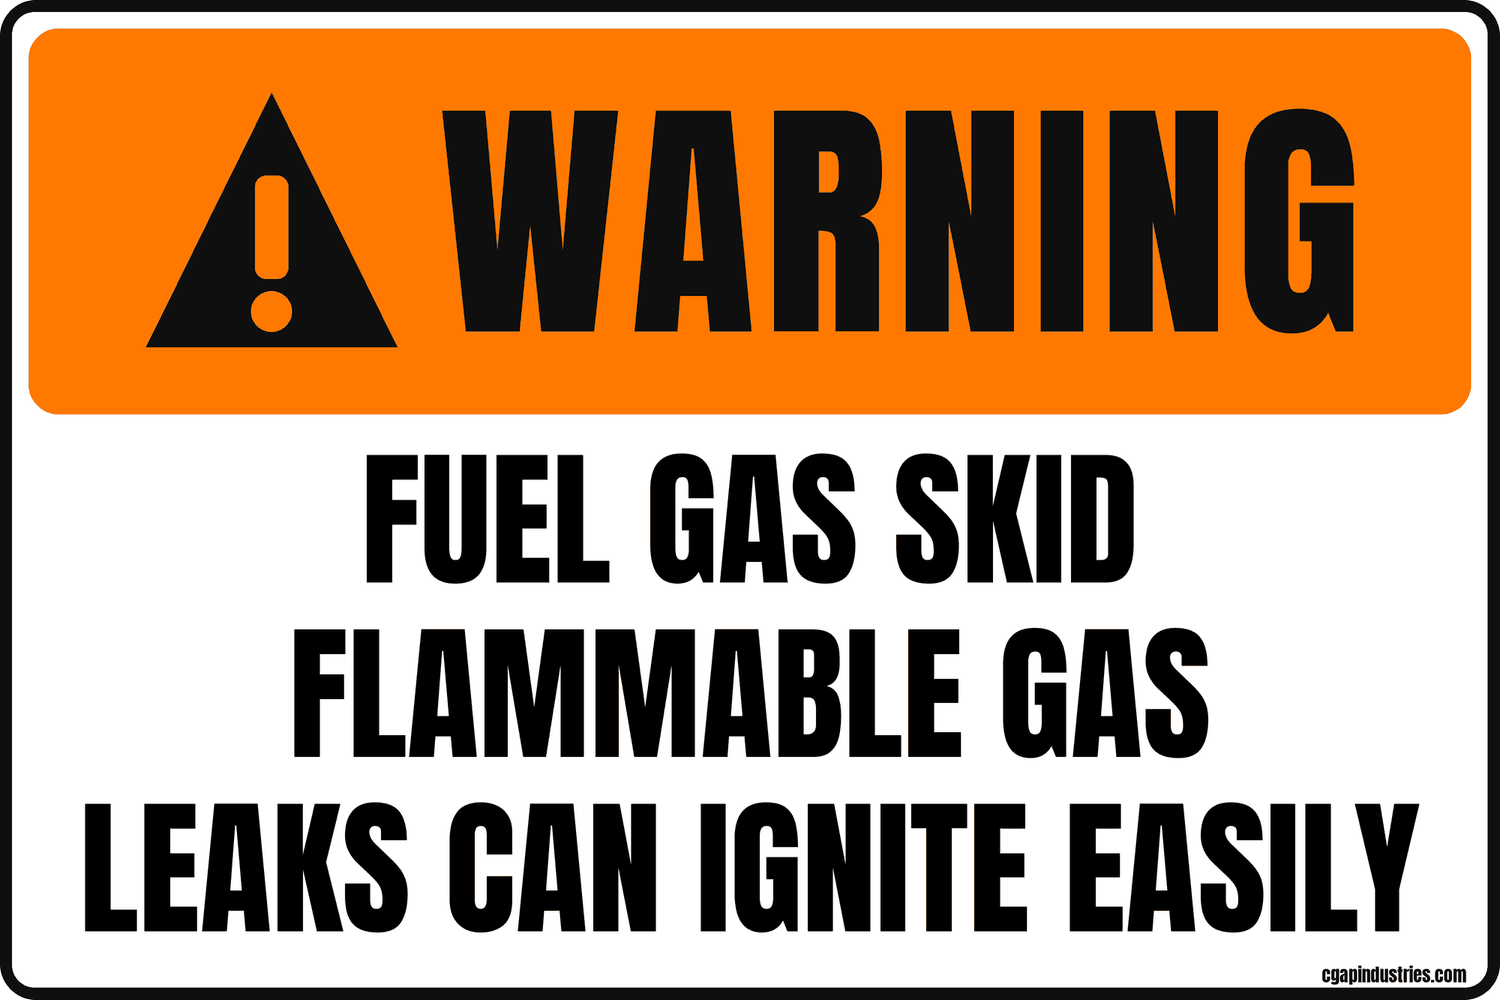 WARNING
FUEL GAS SKID
FLAMMABLE GAS
LEAKS CAN IGNITE EASILY
cgapindustries.com